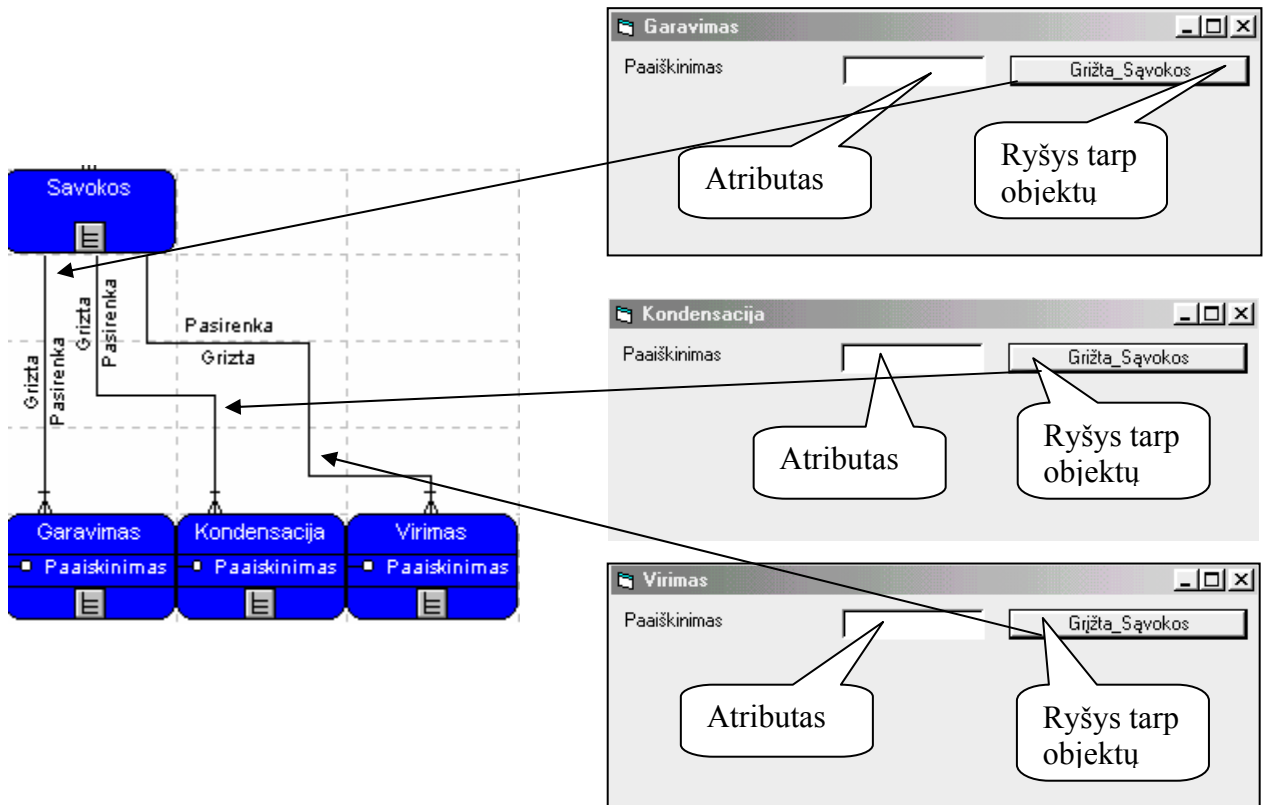 Savokos
Grizta
Pasirenka
Grizta
Pasirenka
Pasirenka
Grizta
Garavimas
Paaiskinimas
Kondensacija
Paaiskinimas
Virimas
Paaiskinimas
Garavimas
Paaiškinimas
Grižta_Sąvokos
Atributas
Ryšys tarp
objektų
Kondensacija
Paaiškinimas
Grižta_Sąvokos
Atributas
Ryšys tarp
objektų
Virimas
Paaiškinimas
Grįžta_Sąvokos
Atributas
Ryšys tarp
objektų